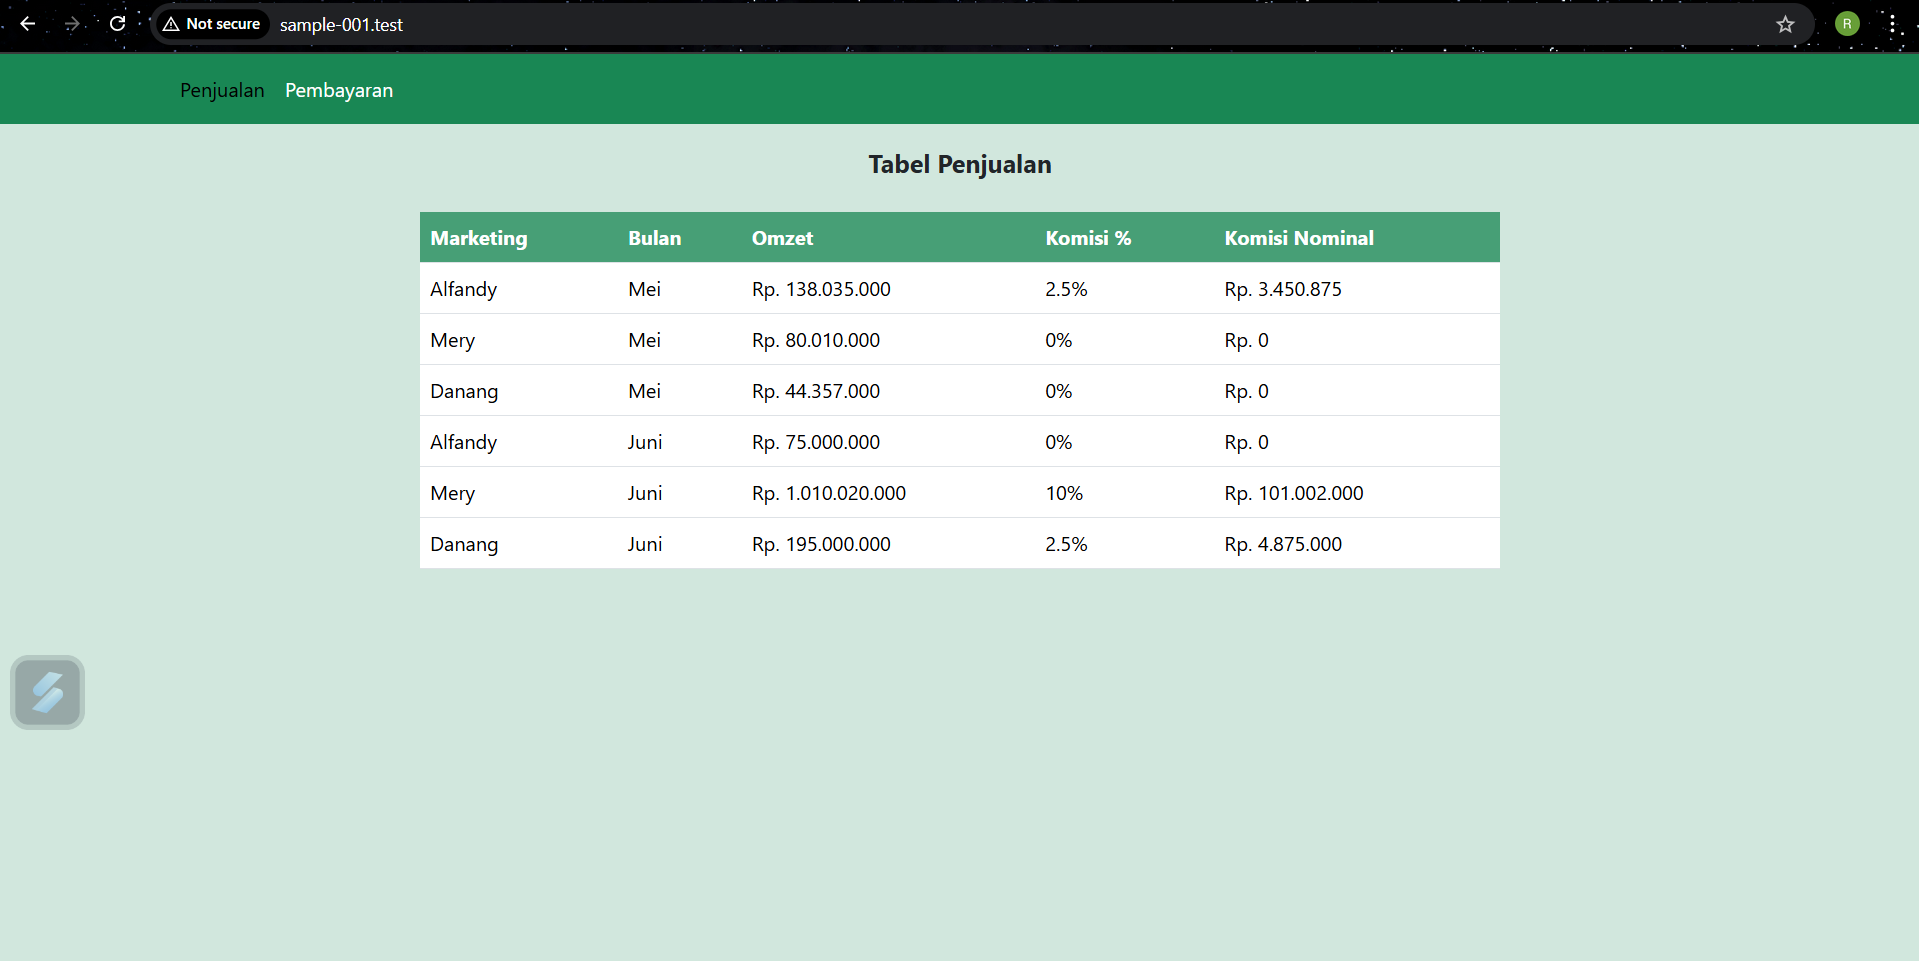 Not secure sample-001.test R
Penjualan Pembayaran
Tabel Penjualan
Marketing Bulan Omzet Komisi % Komisi Nominal
Alfandy Mei Rp. 138.035.000 2.5% Rp. 3.450.875
Mery Mei Rp. 80.010.000 0% Rp. 0
Danang Mei Rp. 44.357.000 0% Rp. 0
Alfandy Juni Rp. 75.000.000 0% Rp. 0
Mery Juni Rp. 1.010.020.000 10% Rp. 101.002.000
Danang Juni Rp. 195.000.000 2.5% Rp. 4.875.000